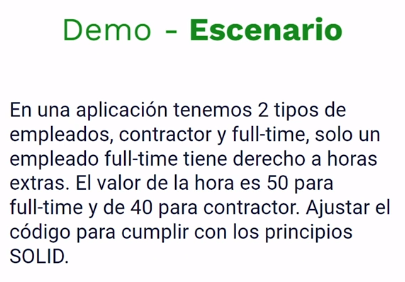 Demo - Escenario
En una aplicación tenemos 2 tipos de
empleados, contractor y full-time, solo un
empleado full-time tiene derecho a horas
extras. El valor de la hora es 50 para
full-time y de 40 para contractor. Ajustar el
código para cumplir con los principios
SOLID.